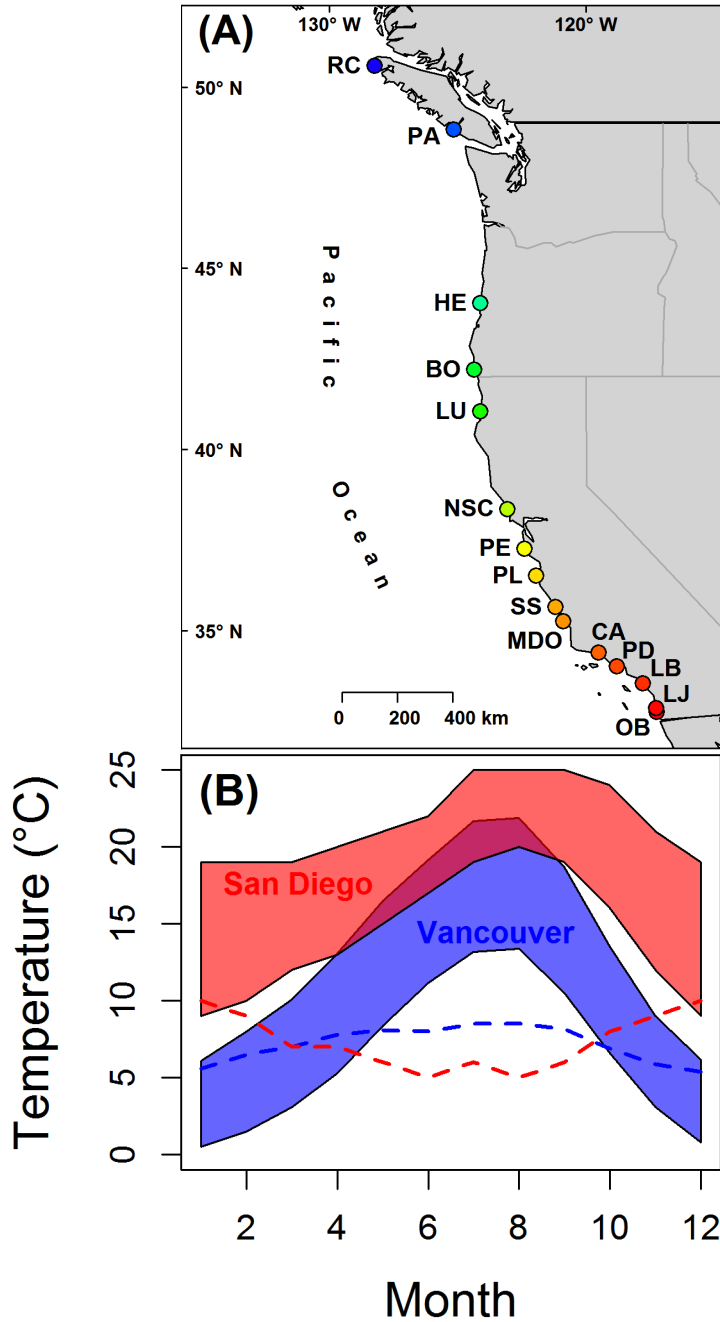 (A)
130° W
120° W
RC
50° N
PA
45° N
HE
Pacific
BO
LU
40° N
Ocean
NSC
PE
PL
SS
35° N
MDO
CA
PD
LB
LJ
OB
0 200 400 km
(B)
25
20
15
10
5
0
San Diego
Vancouver
Temperature (°C)
2 4 6 8 10 12
Month